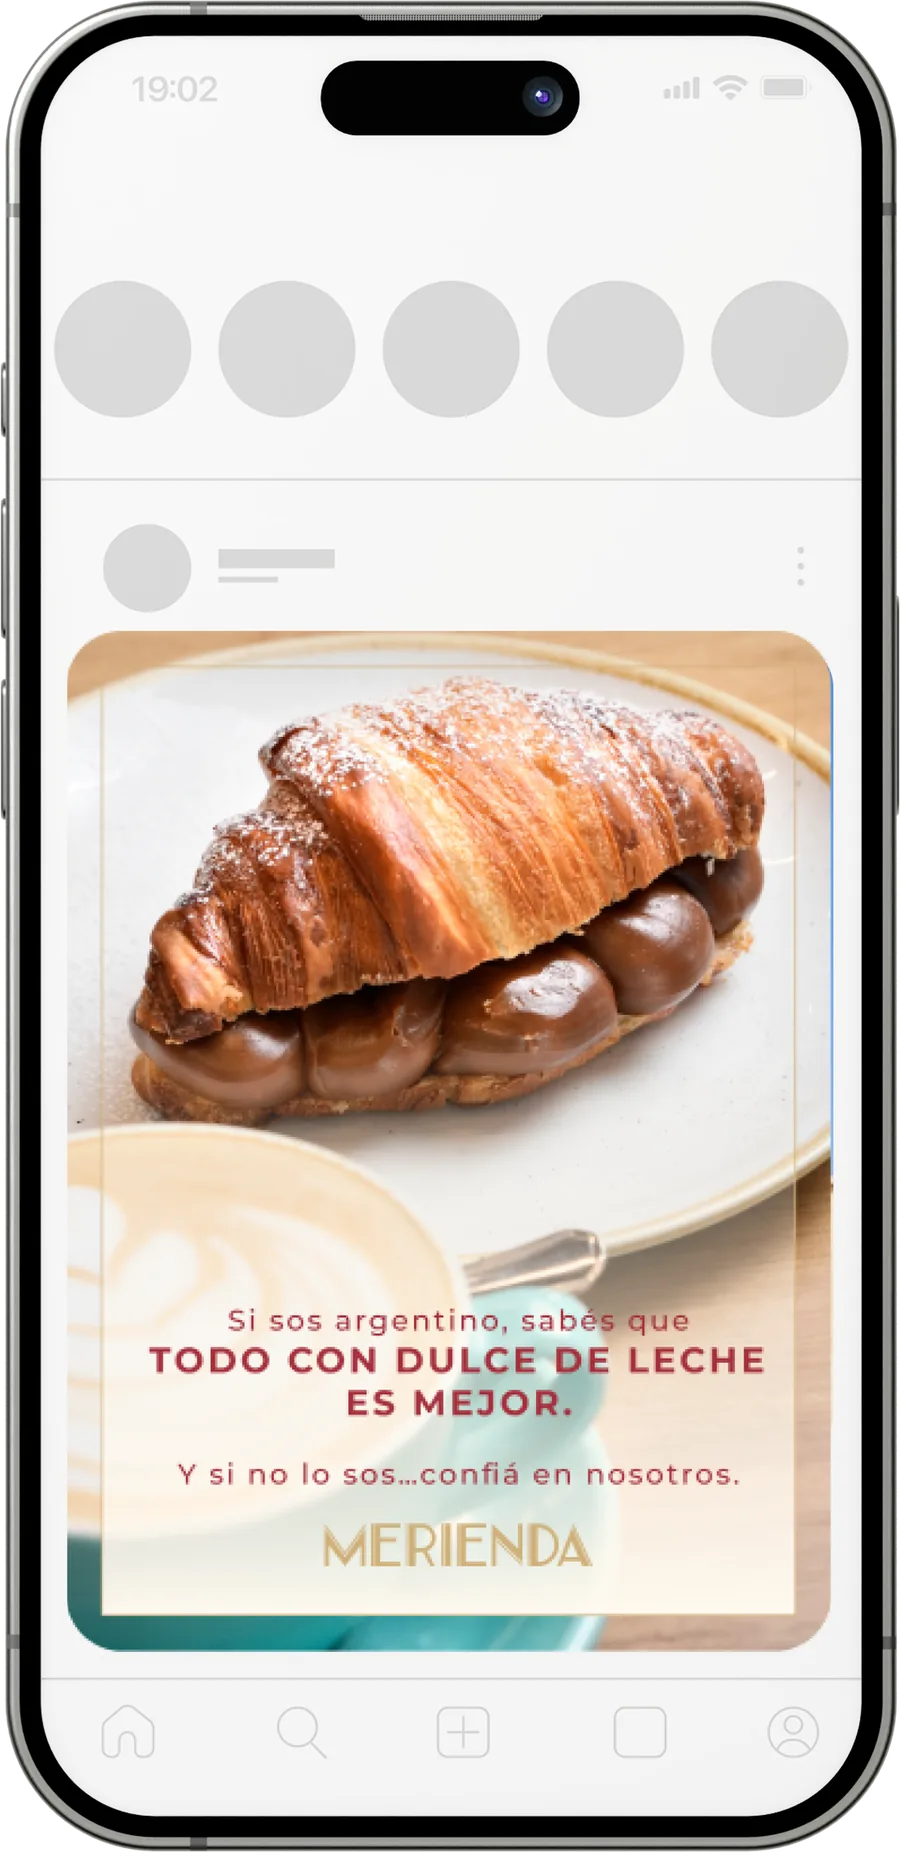 19:02
Si sos argentino, sabés que
TODO CON DULCE DE LECHE
ES MEJOR.
Y si no lo sos...confiá en nosotros.
MERIENDA